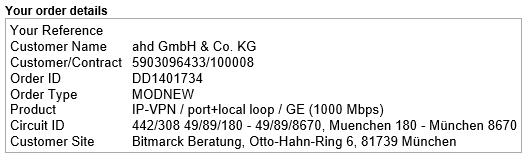 Your order details
Your Reference
Customer Name ahd GmbH & Co. KG
Customer/Contract 5903096433/100008
Order ID DD1401734
Order Type MODNEW
Product IP-VPN / port+local loop / GE (1000 Mbps)
Circuit ID 442/308 49/89/180 - 49/89/8670, Muenchen 180 - München 8670
Customer Site Bitmarck Beratung, Otto-Hahn-Ring 6, 81739 München